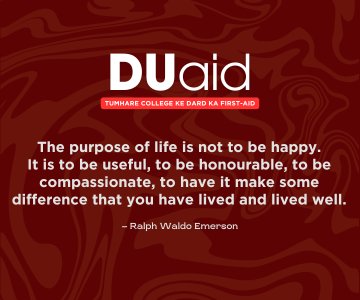 DUaid
TUMHARE COLLEGE KE DARD KA FIRST-AID
The purpose of life is not to be happy.
It is to be useful, to be honourable, to be
compassionate, to have it make some
difference that you have lived and lived well.
– Ralph Waldo Emerson